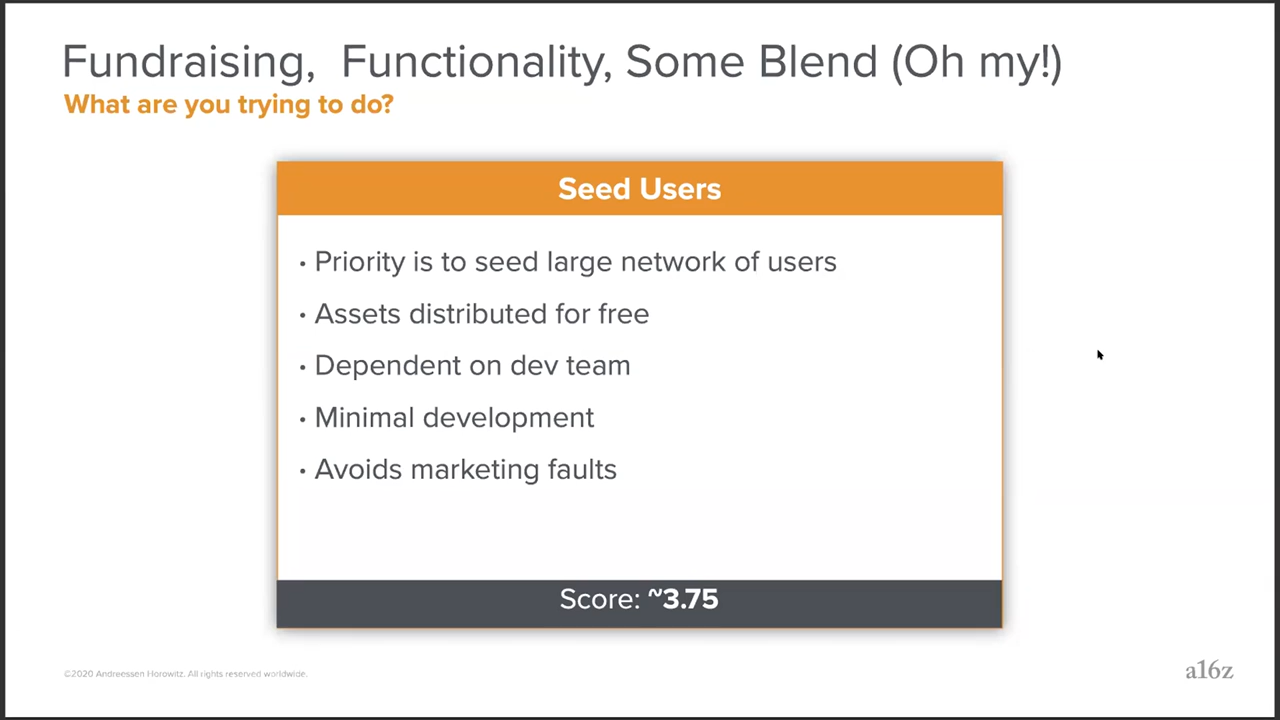 Fundraising,  Functionality, Some Blend (Oh my!)
What are you trying to do?
Seed Users
• Priority is to seed large network of users
• Assets distributed for free
• Dependent on dev team
• Minimal development
• Avoids marketing faults
Score: ~3.75
©2020 Andreessen Horowitz. All rights reserved worldwide.
a16z